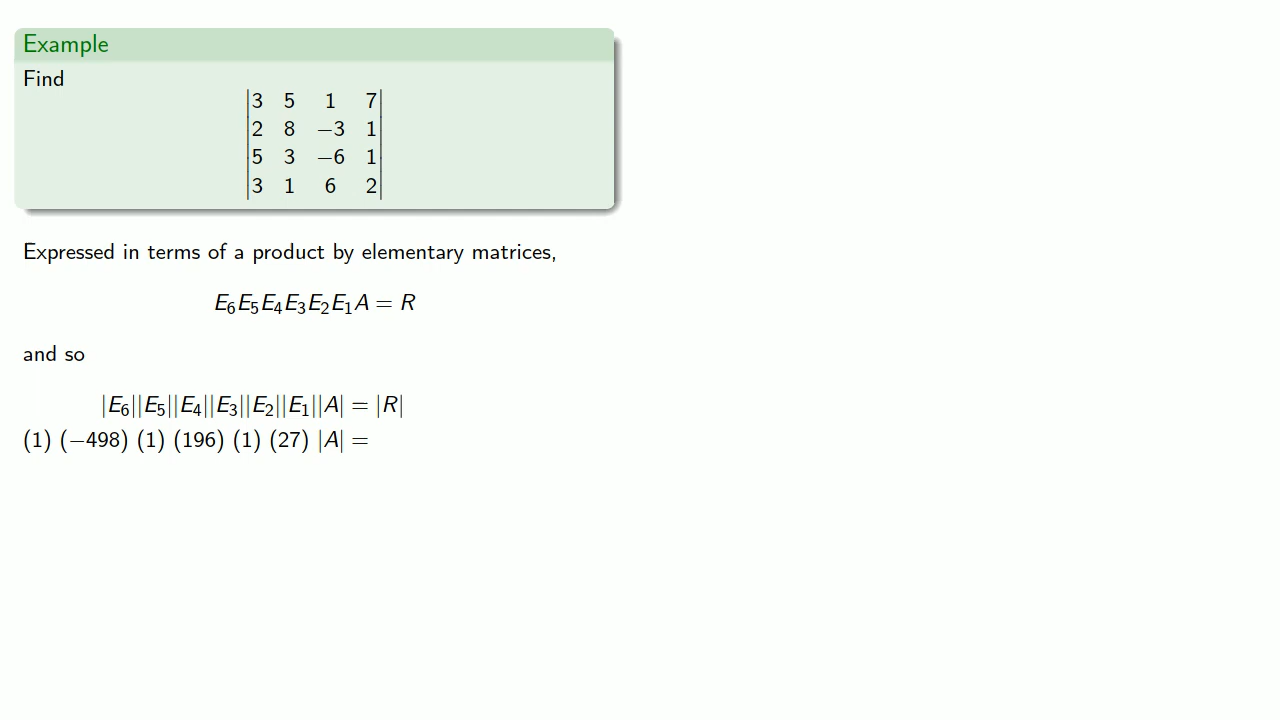 Example
Find
|3 5 1 7|
|2 8 −3 1|
|5 3 −6 1|
|3 1 6 2|
Expressed in terms of a product by elementary matrices,
E₆E₅E₄E₃E₂E₁A = R
and so
|E₆||E₅||E₄||E₃||E₂||E₁||A| = |R|
(1) (−498) (1) (196) (1) (27) |A| =